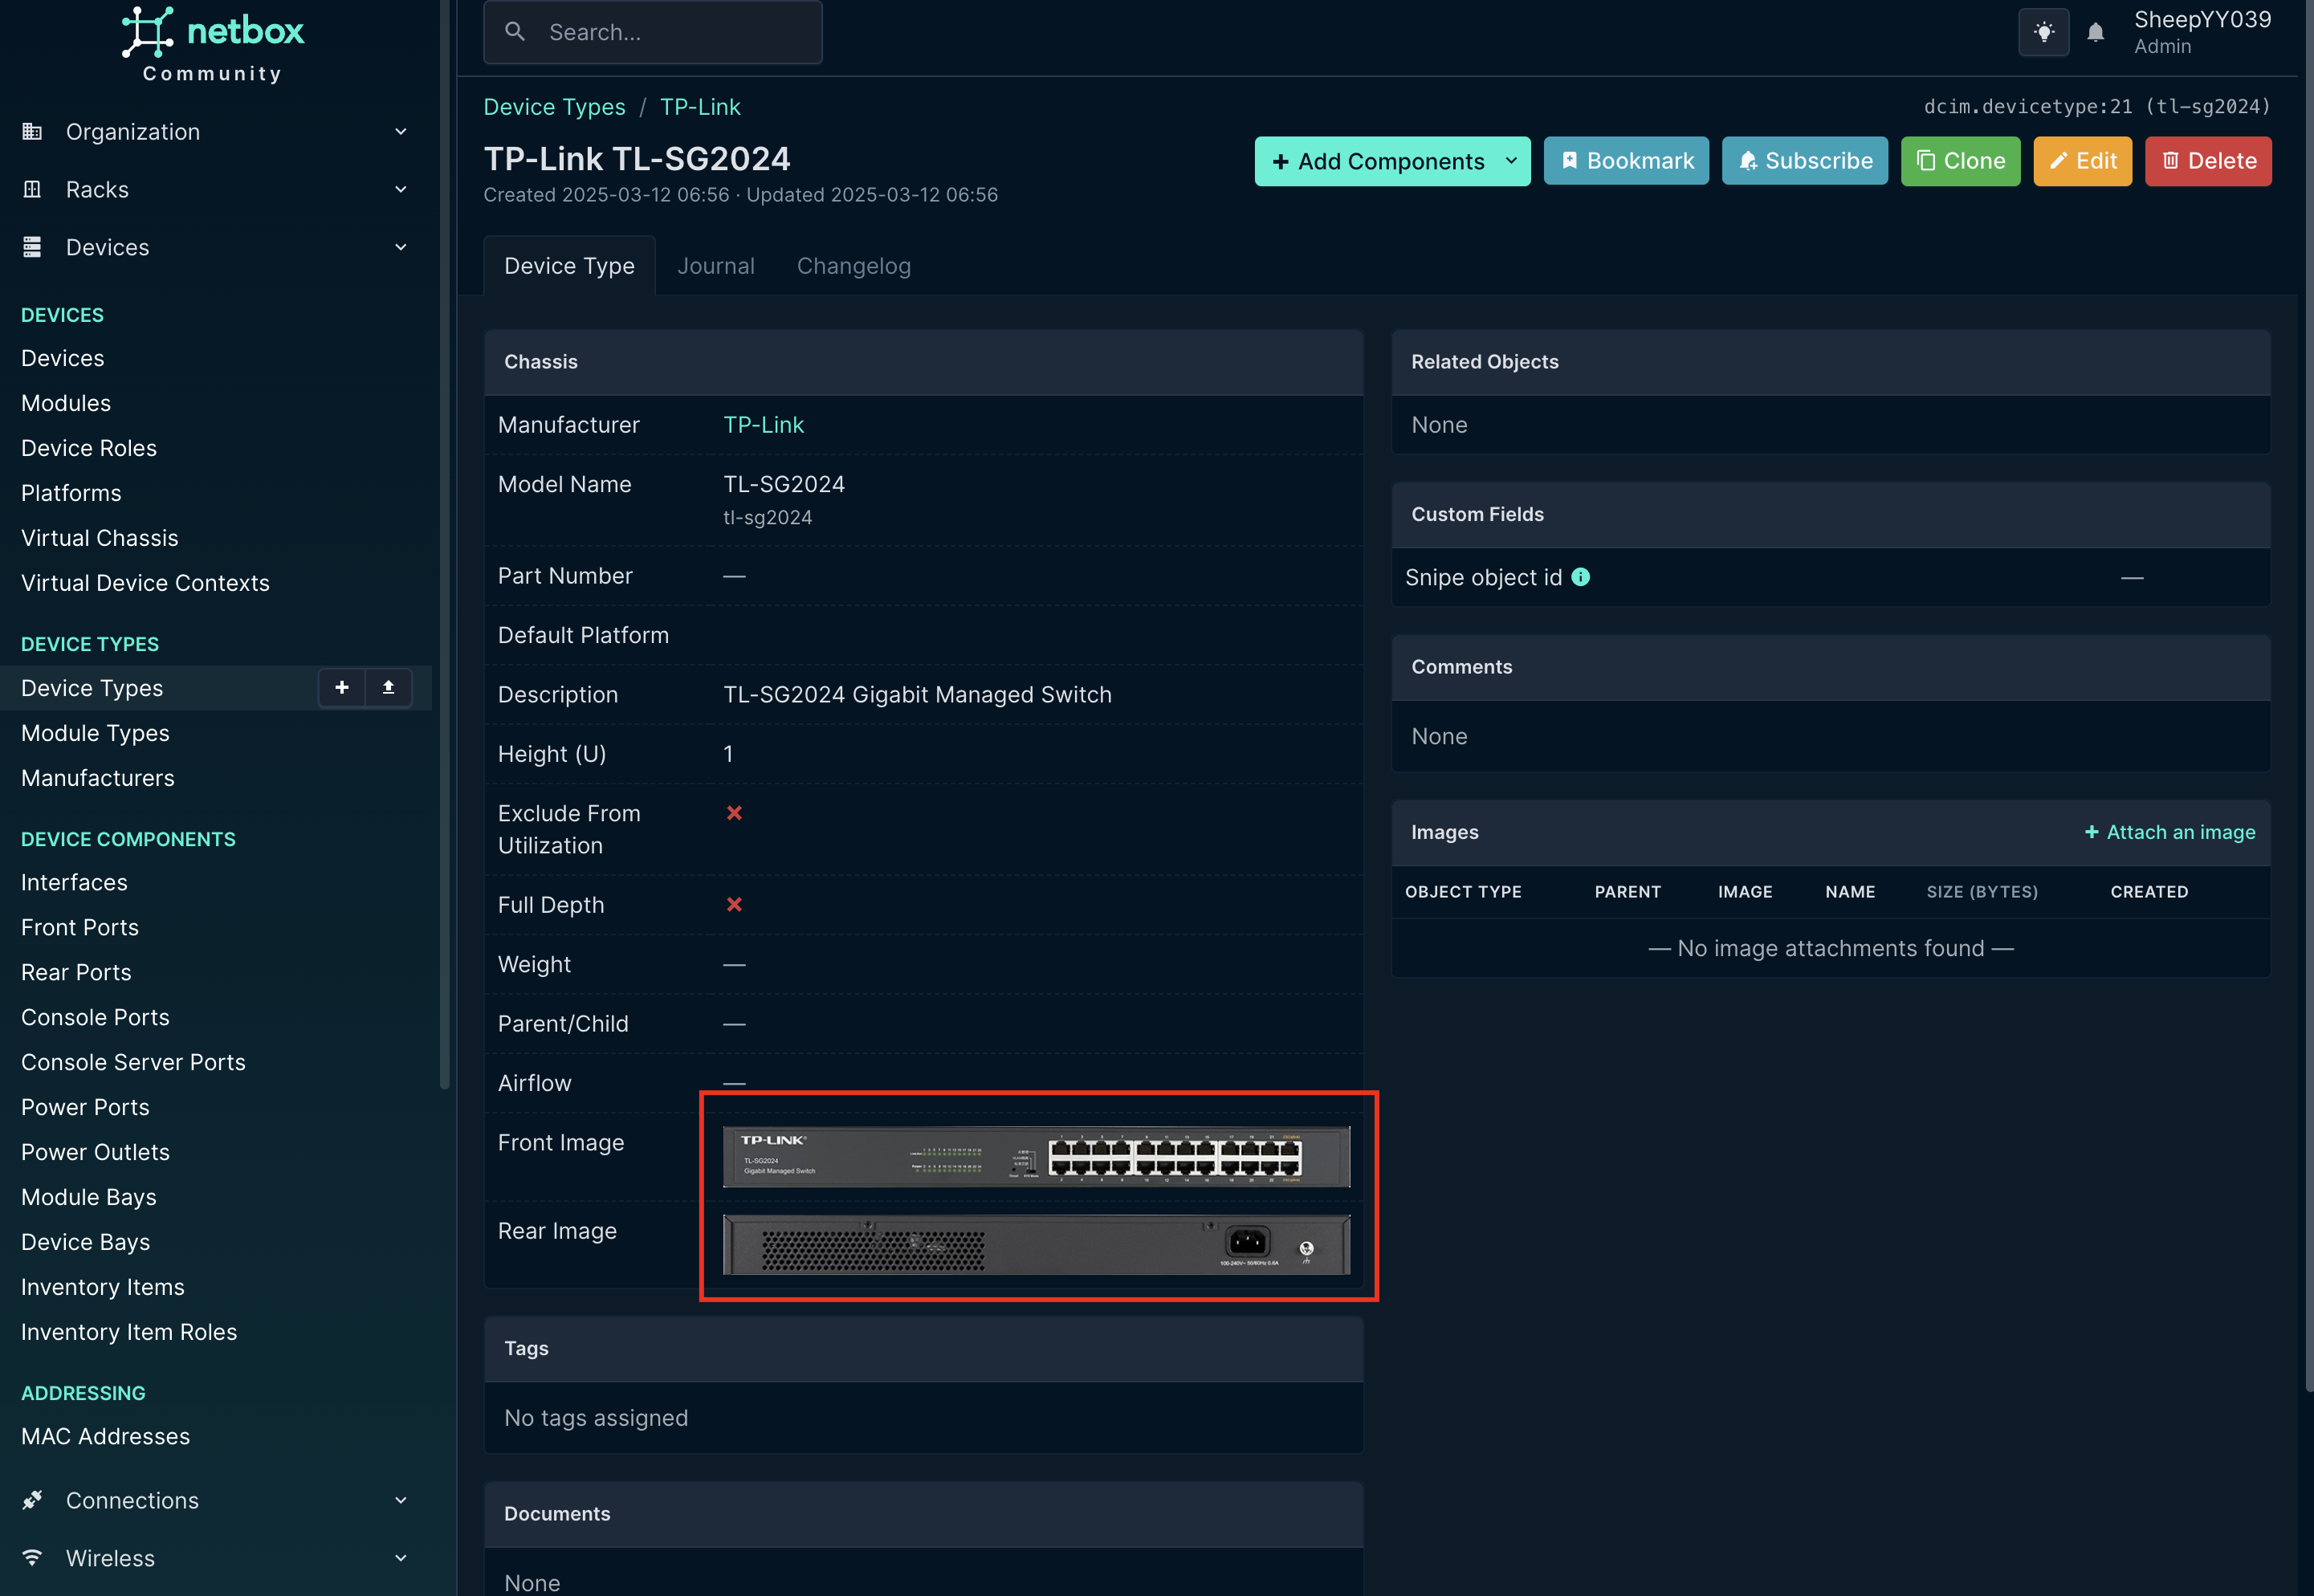 netbox
Community
Organization
Racks
Devices
DEVICES
Devices
Modules
Device Roles
Platforms
Virtual Chassis
Virtual Device Contexts
DEVICE TYPES
Device Types
Module Types
Manufacturers
DEVICE COMPONENTS
Interfaces
Front Ports
Rear Ports
Console Ports
Console Server Ports
Power Ports
Power Outlets
Module Bays
Device Bays
Inventory Items
Inventory Item Roles
ADDRESSING
MAC Addresses
Connections
Wireless
Search...
SheepYY039
Admin
Device Types / TP-Link
dcim.devicetype:21 (tl-sg2024)
TP-Link TL-SG2024
Created 2025-03-12 06:56 · Updated 2025-03-12 06:56
+ Add Components
Bookmark
Subscribe
Clone
Edit
Delete
Device Type
Journal
Changelog
Chassis
Manufacturer TP-Link
Model Name TL-SG2024
tl-sg2024
Part Number —
Default Platform
Description TL-SG2024 Gigabit Managed Switch
Height (U) 1
Exclude From
Utilization
Full Depth
Weight —
Parent/Child —
Airflow —
Front Image
TP-LINK
TL-SG2024
Gigabit Managed Switch
Rear Image
100-240V~ 50/60Hz 0.6A
Tags
No tags assigned
Documents
None
Related Objects
None
Custom Fields
Snipe object id —
Comments
None
Images
+ Attach an image
OBJECT TYPE PARENT IMAGE NAME SIZE (BYTES) CREATED
— No image attachments found —